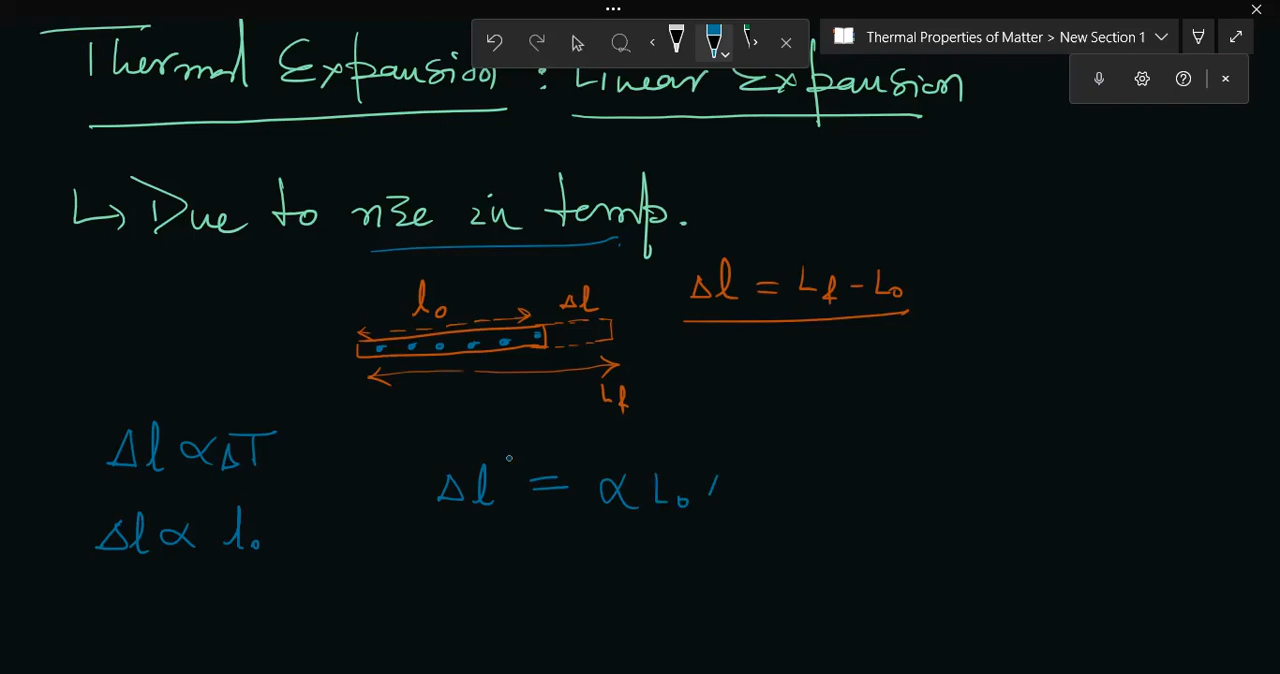 Thermal Properties of Matter > New Section 1
Thermal Expansion : Linear Expansion
↳ Due to rise in temp.
l₀ Δl
Δl = Lf - L₀
Lf
Δl ∝ ΔT
Δl = α L₀
Δl ∝ l₀